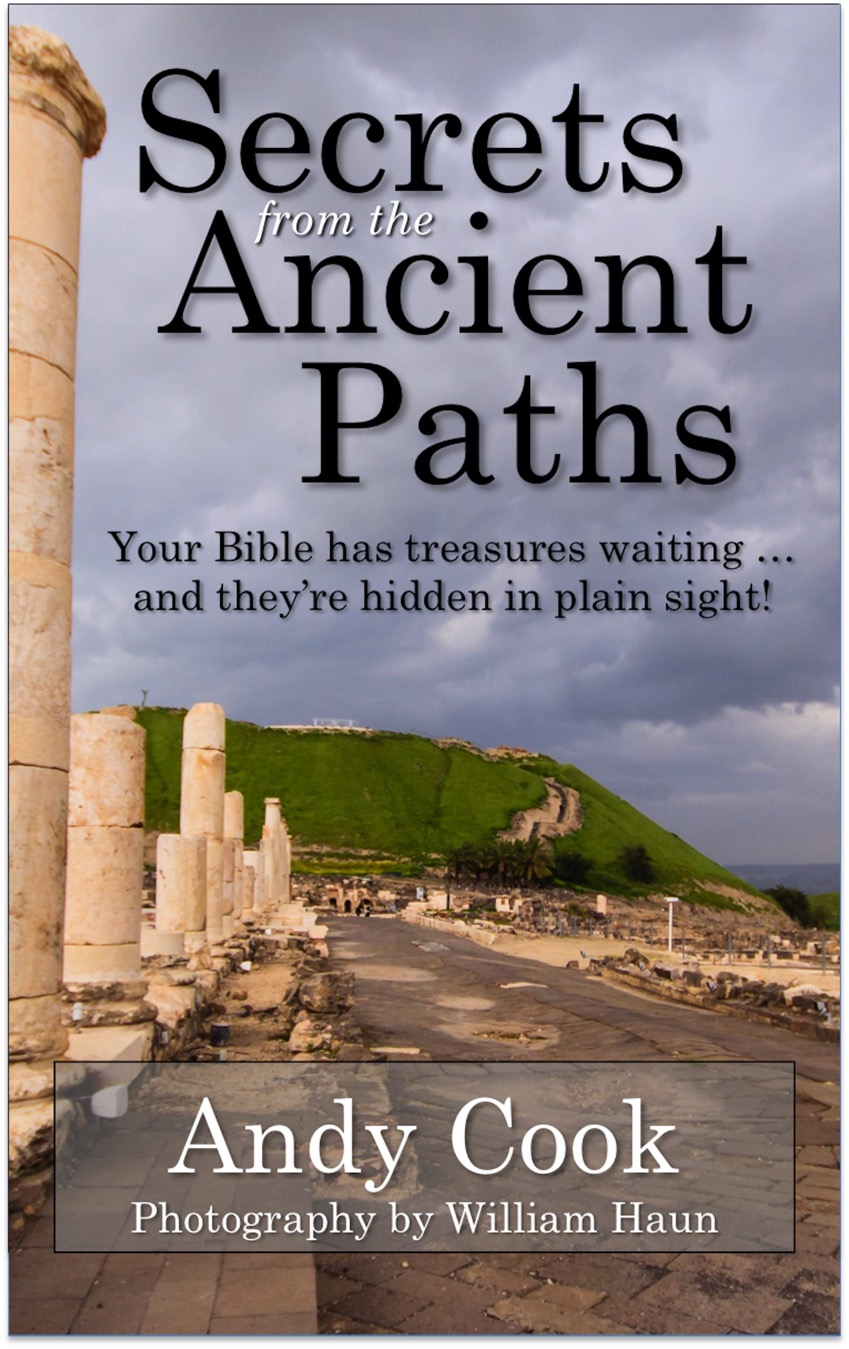 Secrets
from the
Ancient
Paths
Your Bible has treasures waiting …
and they’re hidden in plain sight!
Andy Cook
Photography by William Haun